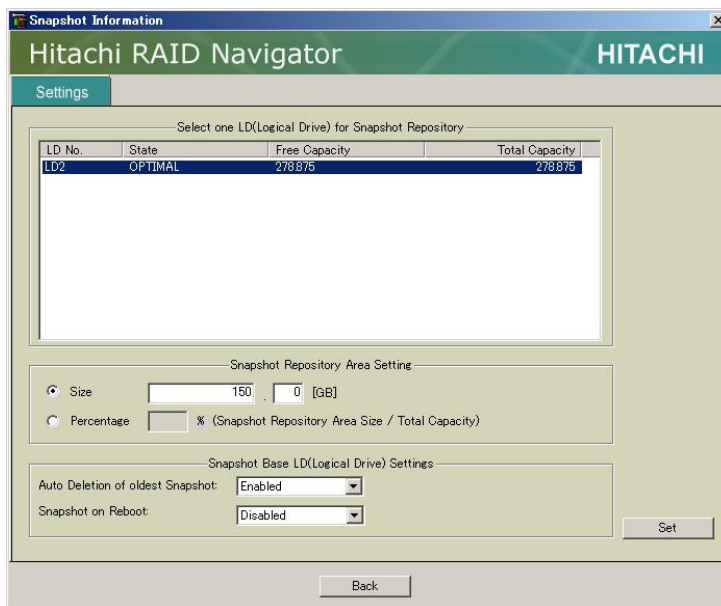 Snapshot Information
Hitachi RAID Navigator HITACHI
Settings
Select one LD(Logical Drive) for Snapshot Repository
LD No. State Free Capacity Total Capacity
LD2 OPTIMAL 278.875 278.875
Snapshot Repository Area Setting
Size 150 . 0 [GB]
Percentage % (Snapshot Repository Area Size / Total Capacity)
Snapshot Base LD(Logical Drive) Settings
Auto Deletion of oldest Snapshot: Enabled
Snapshot on Reboot: Disabled
Set
Back